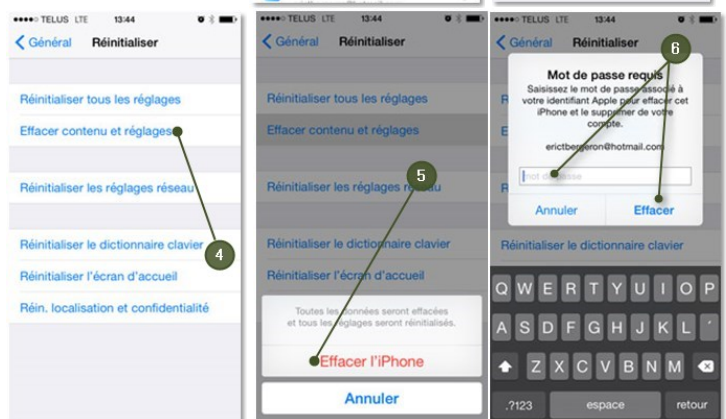 TELUS LTE 13:44
Général Réinitialiser
Réinitialiser tous les réglages
Effacer contenu et réglages
Réinitialiser les réglages réseau
4
Réinitialiser le dictionnaire clavier
Réinitialiser l'écran d'accueil
Réin. localisation et confidentialité
TELUS LTE 13:44
Général Réinitialiser
Réinitialiser tous les réglages
Effacer contenu et réglages
5
Réinitialiser les réglages réseau
Réinitialiser le dictionnaire clavier
Réinitialiser l'écran d'accueil
Toutes les données seront effacées
et tous les réglages seront réinitialisés.
Effacer l'iPhone
Annuler
TELUS LTE 13:44
Général Réinitialiser
6
Mot de passe requis
Saisissez le mot de passe associé à
votre identifiant Apple pour effacer cet
iPhone et le supprimer de votre
compte.
erictbergeron@hotmail.com
mot de passe
Annuler Effacer
Réinitialiser le dictionnaire clavier
Q W E R T Y U I O P
A S D F G H J K L ´
Z X C V B N M
.?123 espace retour